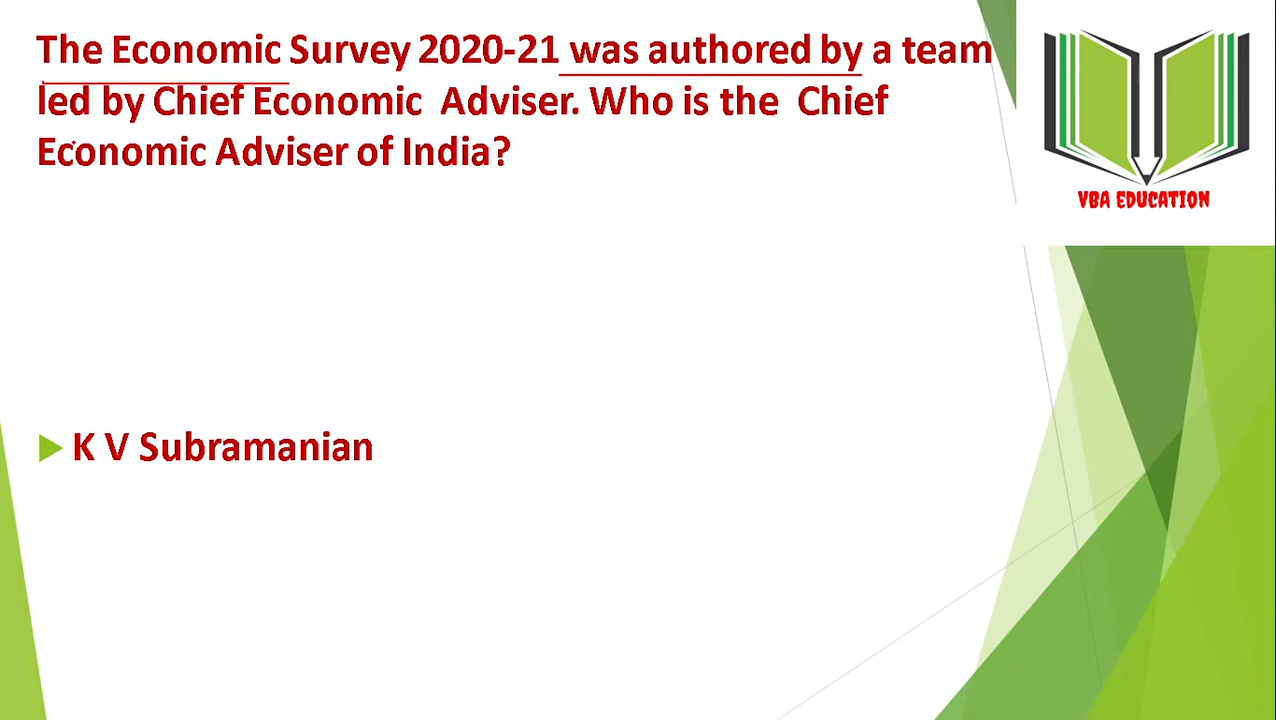 The Economic Survey 2020-21 was authored by a team
led by Chief Economic Adviser. Who is the Chief
Economic Adviser of India?
VBA EDUCATION
K V Subramanian